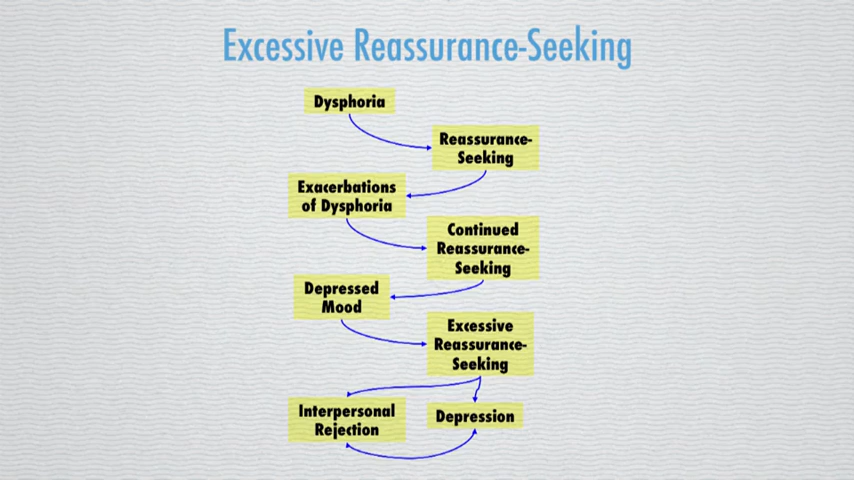 Excessive Reassurance-Seeking
Dysphoria
Reassurance-
Seeking
Exacerbations
of Dysphoria
Continued
Reassurance-
Seeking
Depressed
Mood
Excessive
Reassurance-
Seeking
Interpersonal
Rejection
Depression